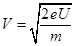 V = √(2eU/m)